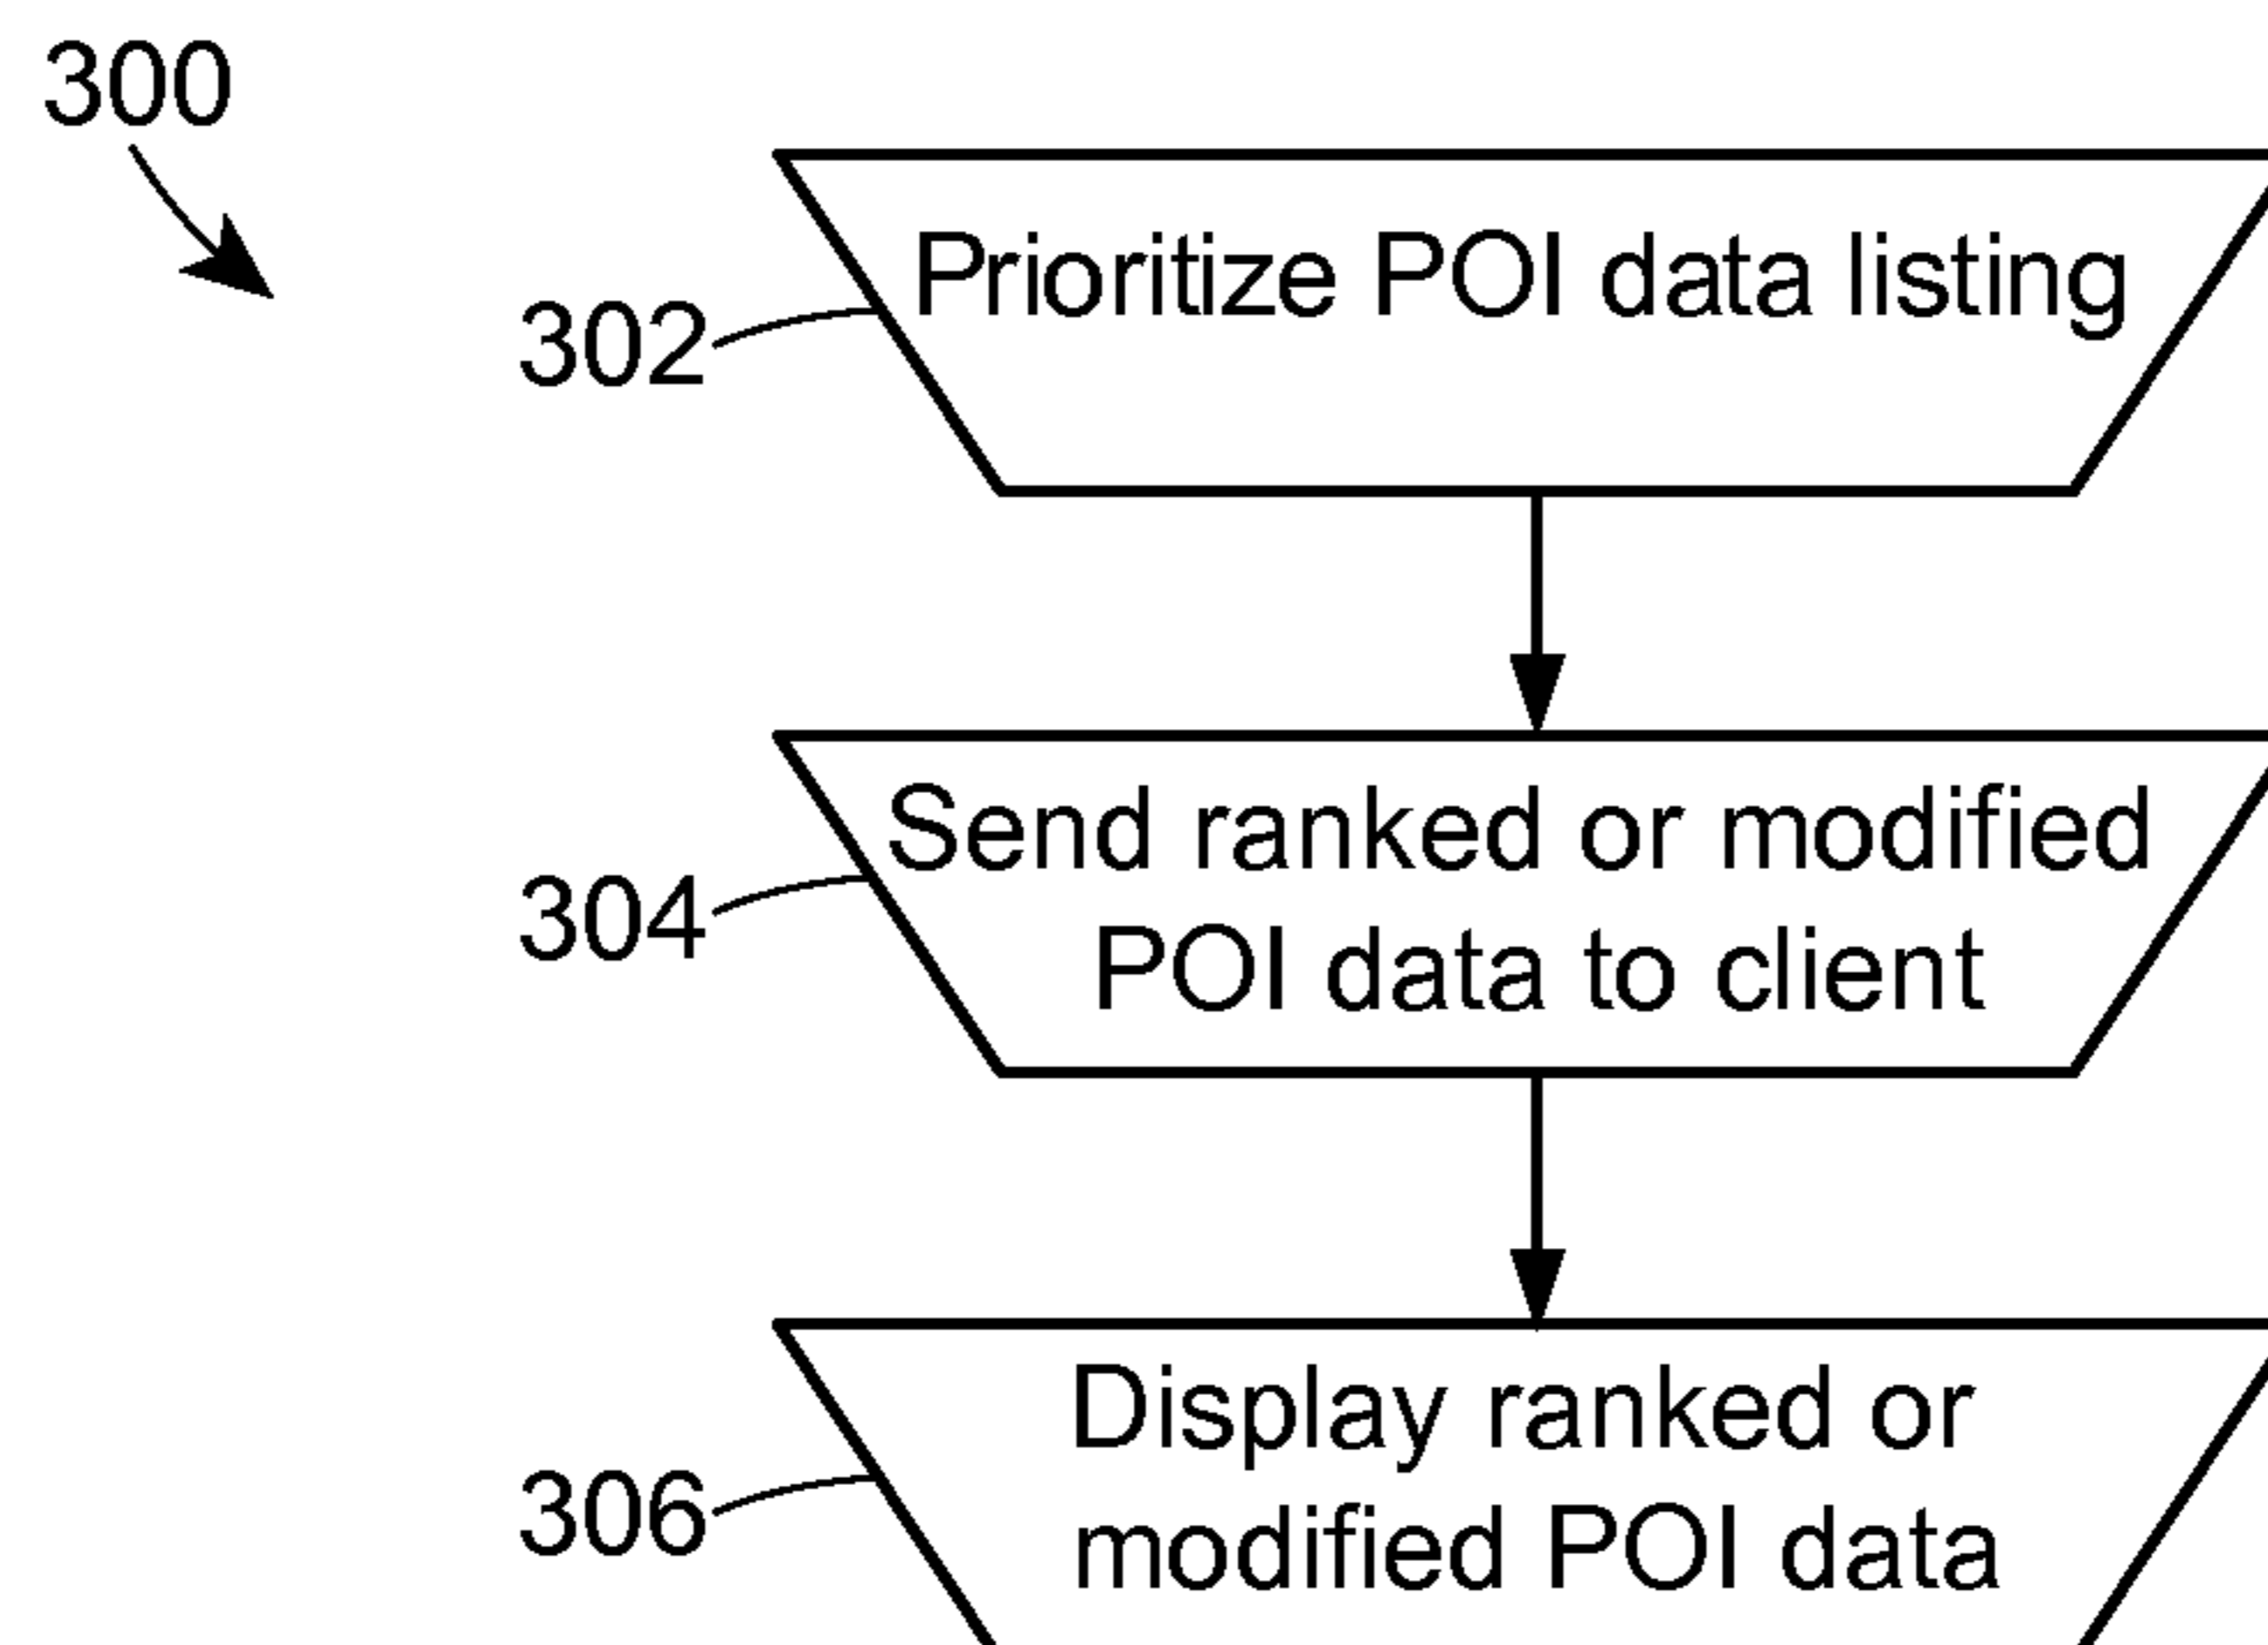 300
302
Prioritize POI data listing
304
Send ranked or modified
POI data to client
306
Display ranked or
modified POI data